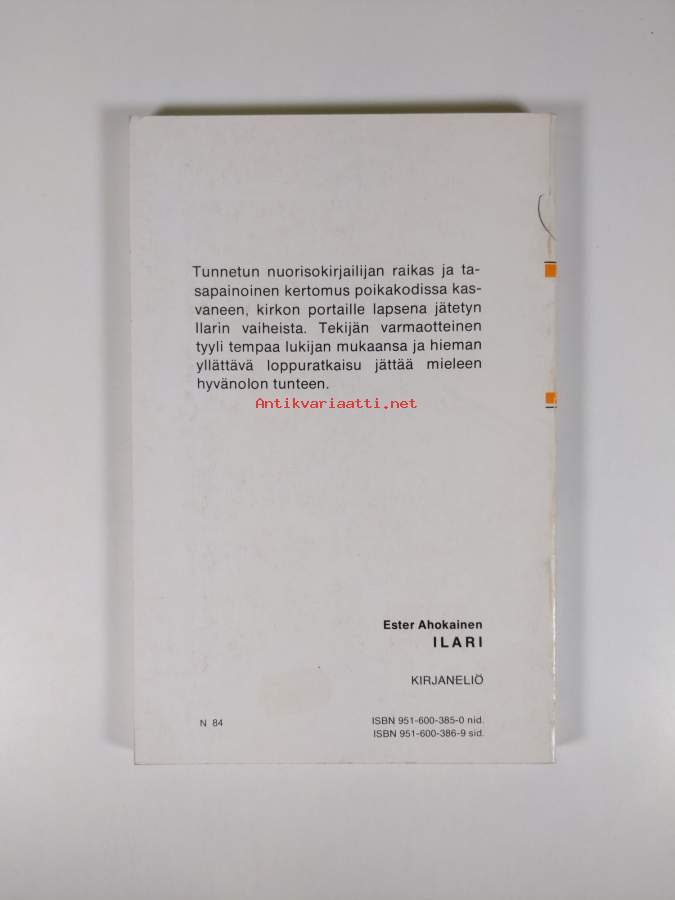 Tunnetun nuorisokirjailijan raikas ja ta-
sapainoinen kertomus poikakodissa kas-
vaneen, kirkon portaille lapsena jätetyn
Ilarin vaiheista. Tekijän varmaotteinen
tyyli tempaa lukijan mukaansa ja hieman
yllättävä loppuratkaisu jättää mieleen
hyvänolon tunteen.
Antikvariaatti.net
Ester Ahokainen
ILARI
KIRJANELIÖ
N 84
ISBN 951-600-385-0 nid.
ISBN 951-600-386-9 sid.